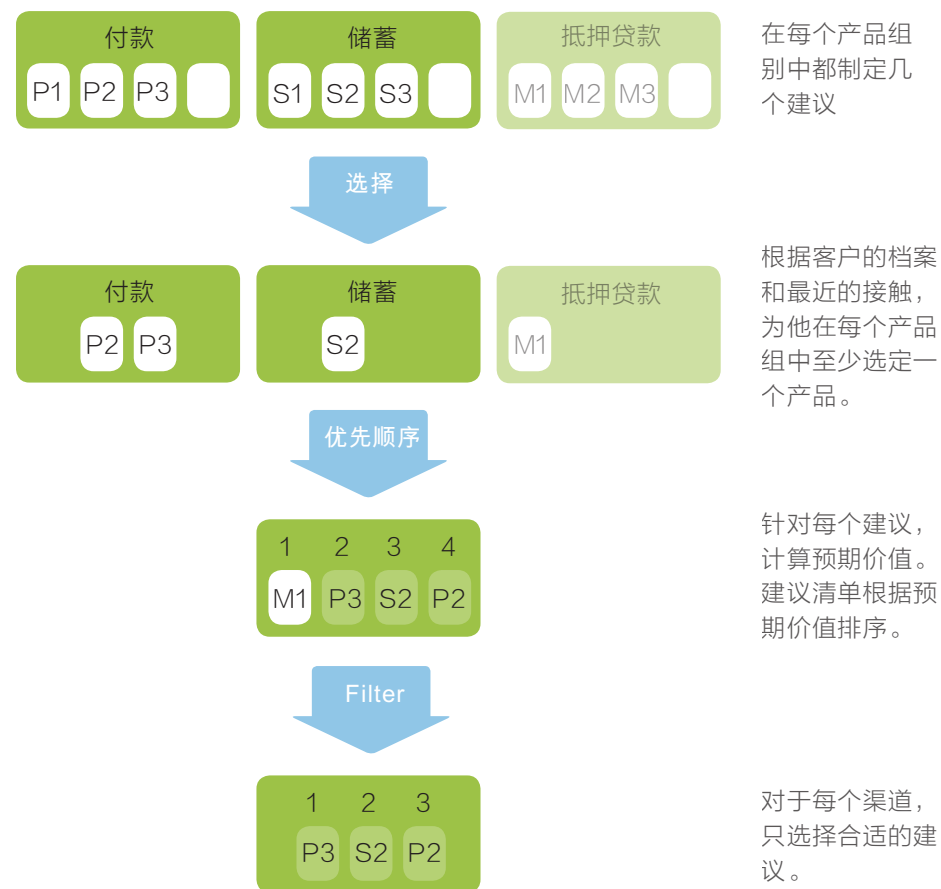 付款
P1 P2 P3
储蓄
S1 S2 S3
抵押贷款
M1 M2 M3
在每个产品组
别中都制定几
个建议
选择
付款
P2 P3
储蓄
S2
抵押贷款
M1
根据客户的档案
和最近的接触，
为他在每个产品
组中至少选定一
个产品。
优先顺序
1 2 3 4
M1 P3 S2 P2
针对每个建议，
计算预期价值。
建议清单根据预
期价值排序。
Filter
1 2 3
P3 S2 P2
对于每个渠道，
只选择合适的建
议。